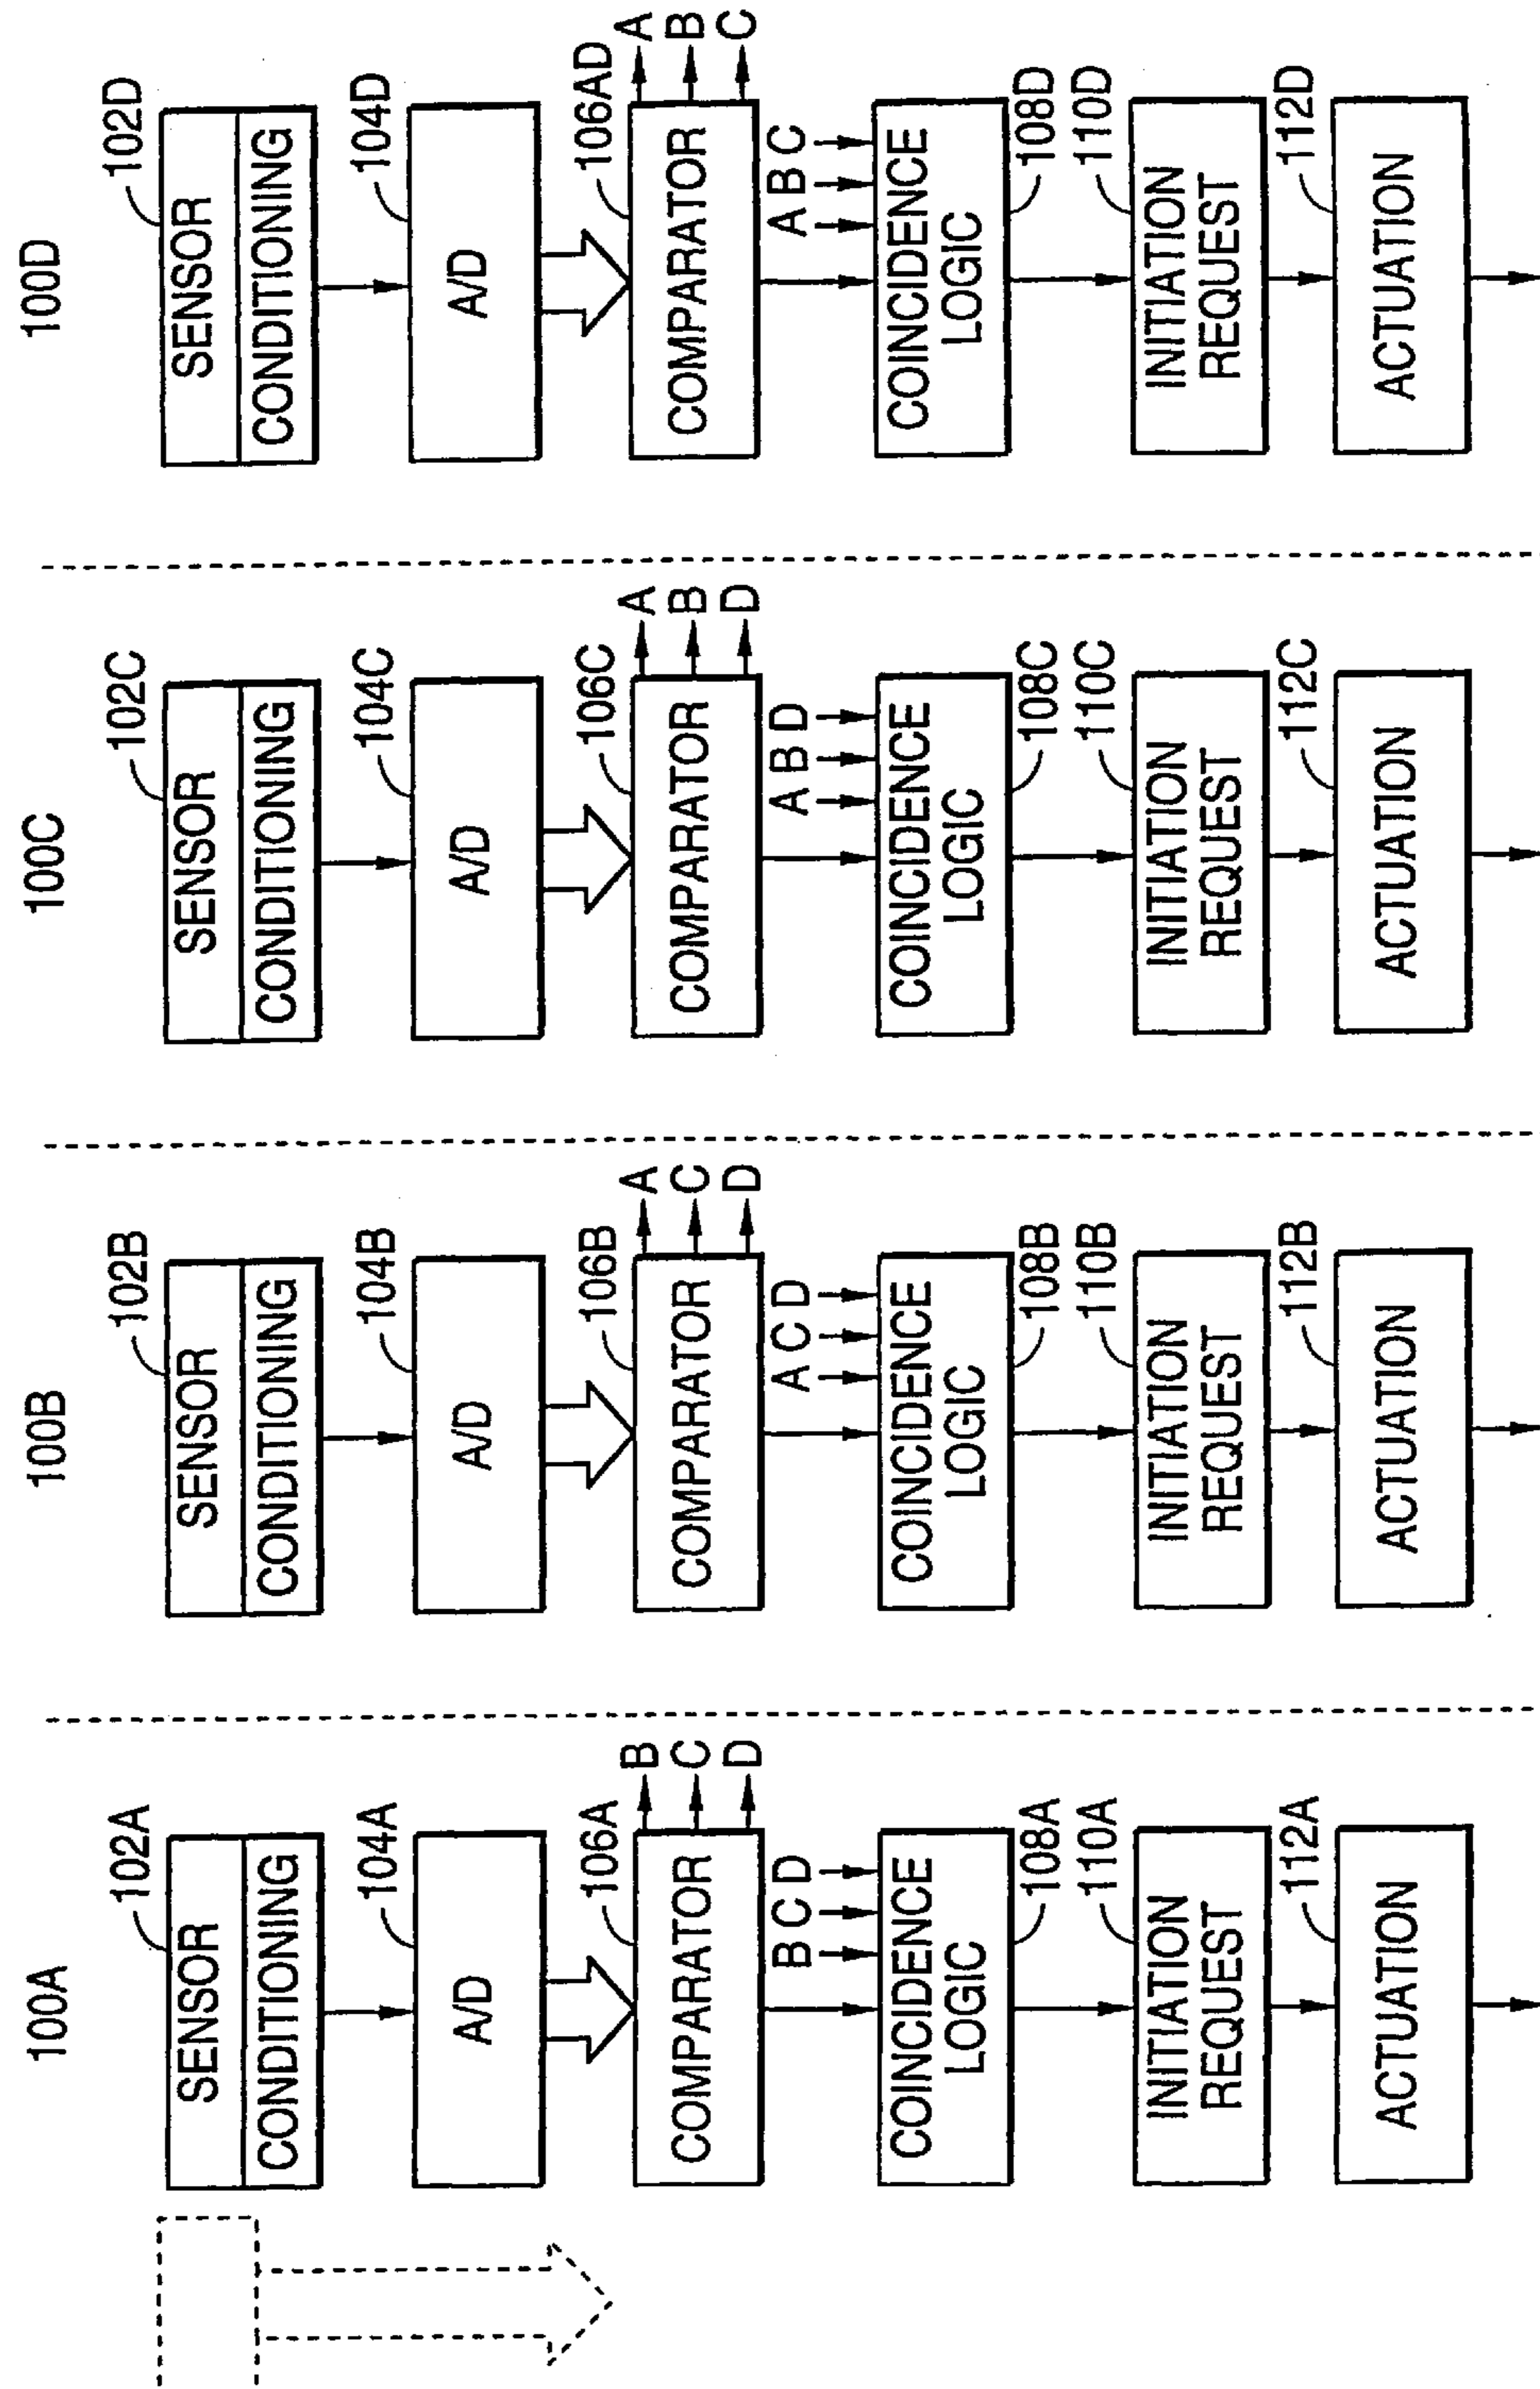 100A
102A
SENSOR
CONDITIONING
104A
A/D
106A
COMPARATOR
B
C
D
B C D
COINCIDENCE
LOGIC
108A
110A
INITIATION
REQUEST
112A
ACTUATION
100B
102B
SENSOR
CONDITIONING
104B
A/D
106B
COMPARATOR
A
C
D
A C D
COINCIDENCE
LOGIC
108B
110B
INITIATION
REQUEST
112B
ACTUATION
100C
102C
SENSOR
CONDITIONING
104C
A/D
106C
COMPARATOR
A
B
D
A B D
COINCIDENCE
LOGIC
108C
110C
INITIATION
REQUEST
112C
ACTUATION
100D
102D
SENSOR
CONDITIONING
104D
A/D
106AD
COMPARATOR
A
B
C
A B C
COINCIDENCE
LOGIC
108D
110D
INITIATION
REQUEST
112D
ACTUATION